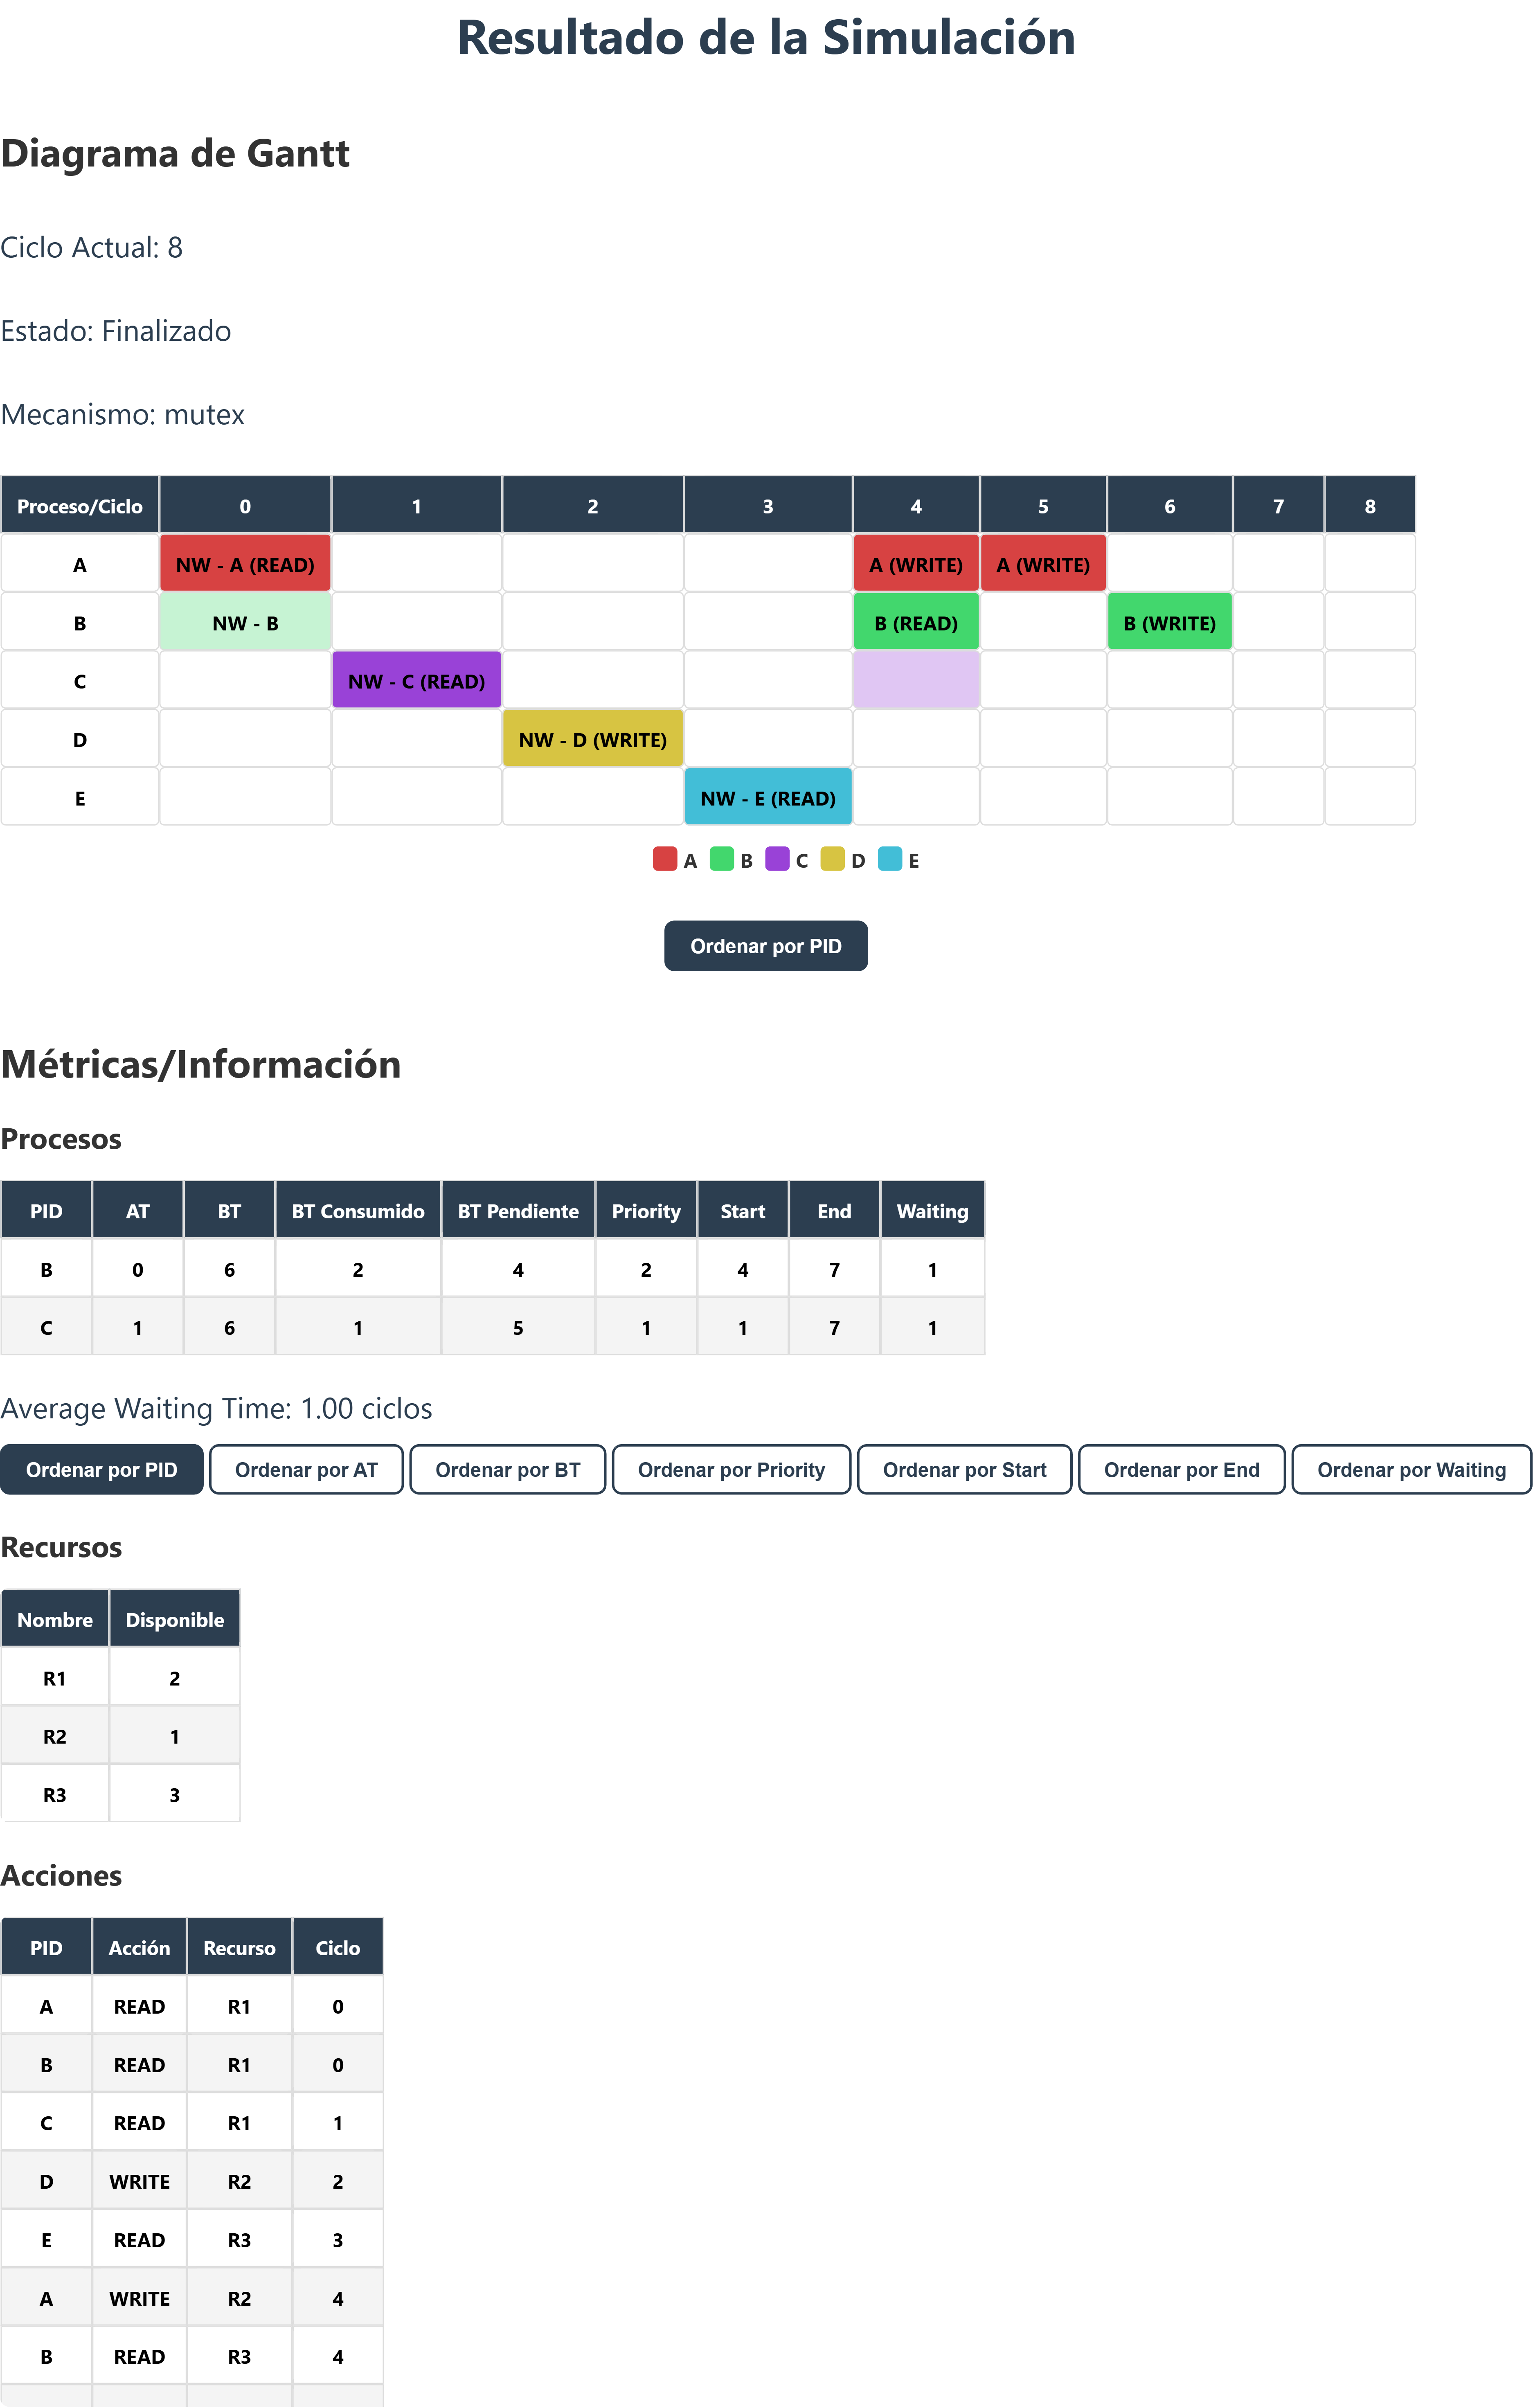 Resultado de la Simulación
Diagrama de Gantt
Ciclo Actual: 8
Estado: Finalizado
Mecanismo: mutex
Proceso/Ciclo 0 1 2 3 4 5 6 7 8
A NW - A (READ) A (WRITE) A (WRITE)
B NW - B B (READ) B (WRITE)
C NW - C (READ)
D NW - D (WRITE)
E NW - E (READ)
A B C D E
Ordenar por PID
Métricas/Información
Procesos
PID AT BT BT Consumido BT Pendiente Priority Start End Waiting
B 0 6 2 4 2 4 7 1
C 1 6 1 5 1 1 7 1
Average Waiting Time: 1.00 ciclos
Ordenar por PID Ordenar por AT Ordenar por BT Ordenar por Priority Ordenar por Start Ordenar por End Ordenar por Waiting
Recursos
Nombre Disponible
R1 2
R2 1
R3 3
Acciones
PID Acción Recurso Ciclo
A READ R1 0
B READ R1 0
C READ R1 1
D WRITE R2 2
E READ R3 3
A WRITE R2 4
B READ R3 4